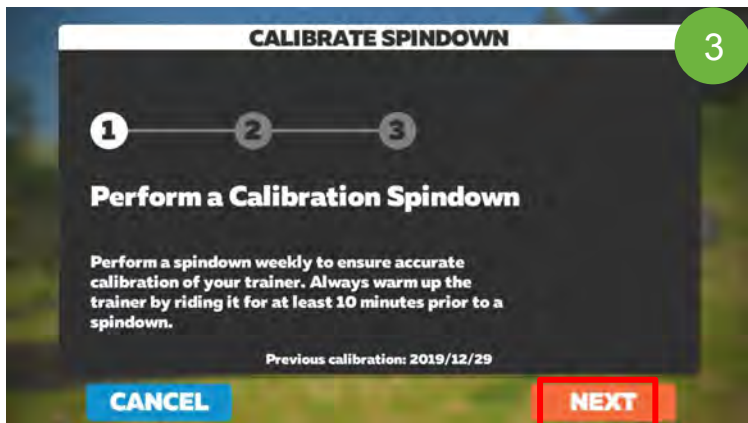 CALIBRATE SPINDOWN
3
1 2 3
Perform a Calibration Spindown
Perform a spindown weekly to ensure accurate
calibration of your trainer. Always warm up the
trainer by riding it for at least 10 minutes prior to a
spindown.
Previous calibration: 2019/12/29
CANCEL NEXT